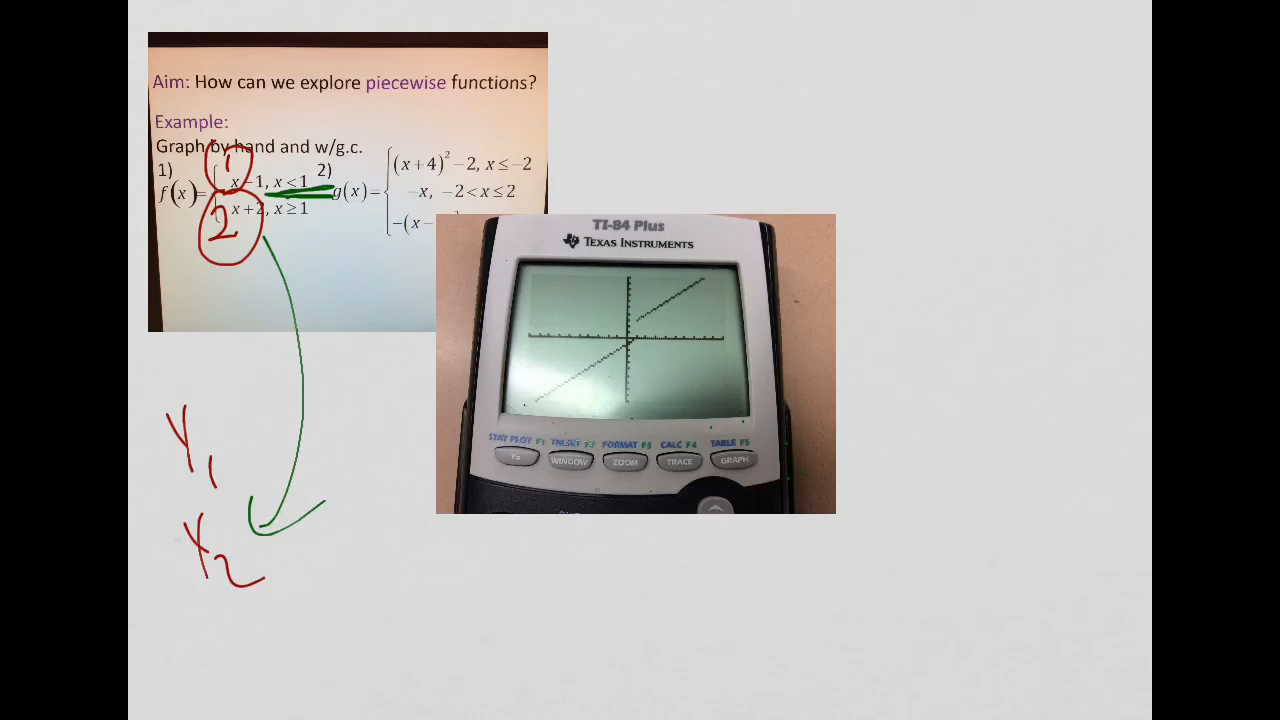 Aim: How can we explore piecewise functions?
Example:
Graph by hand and w/g.c.
1) f(x) = { x−1, x<1
x+2, x≥1
2) g(x) = { (x+4)² −2, x≤−2
−x, −2<x≤2
−(x−
1
2
Y1
Y2
TI-84 Plus
TEXAS INSTRUMENTS
STAT PLOT F1 TBLSET F2 FORMAT F3 CALC F4 TABLE F5
Y= WINDOW ZOOM TRACE GRAPH